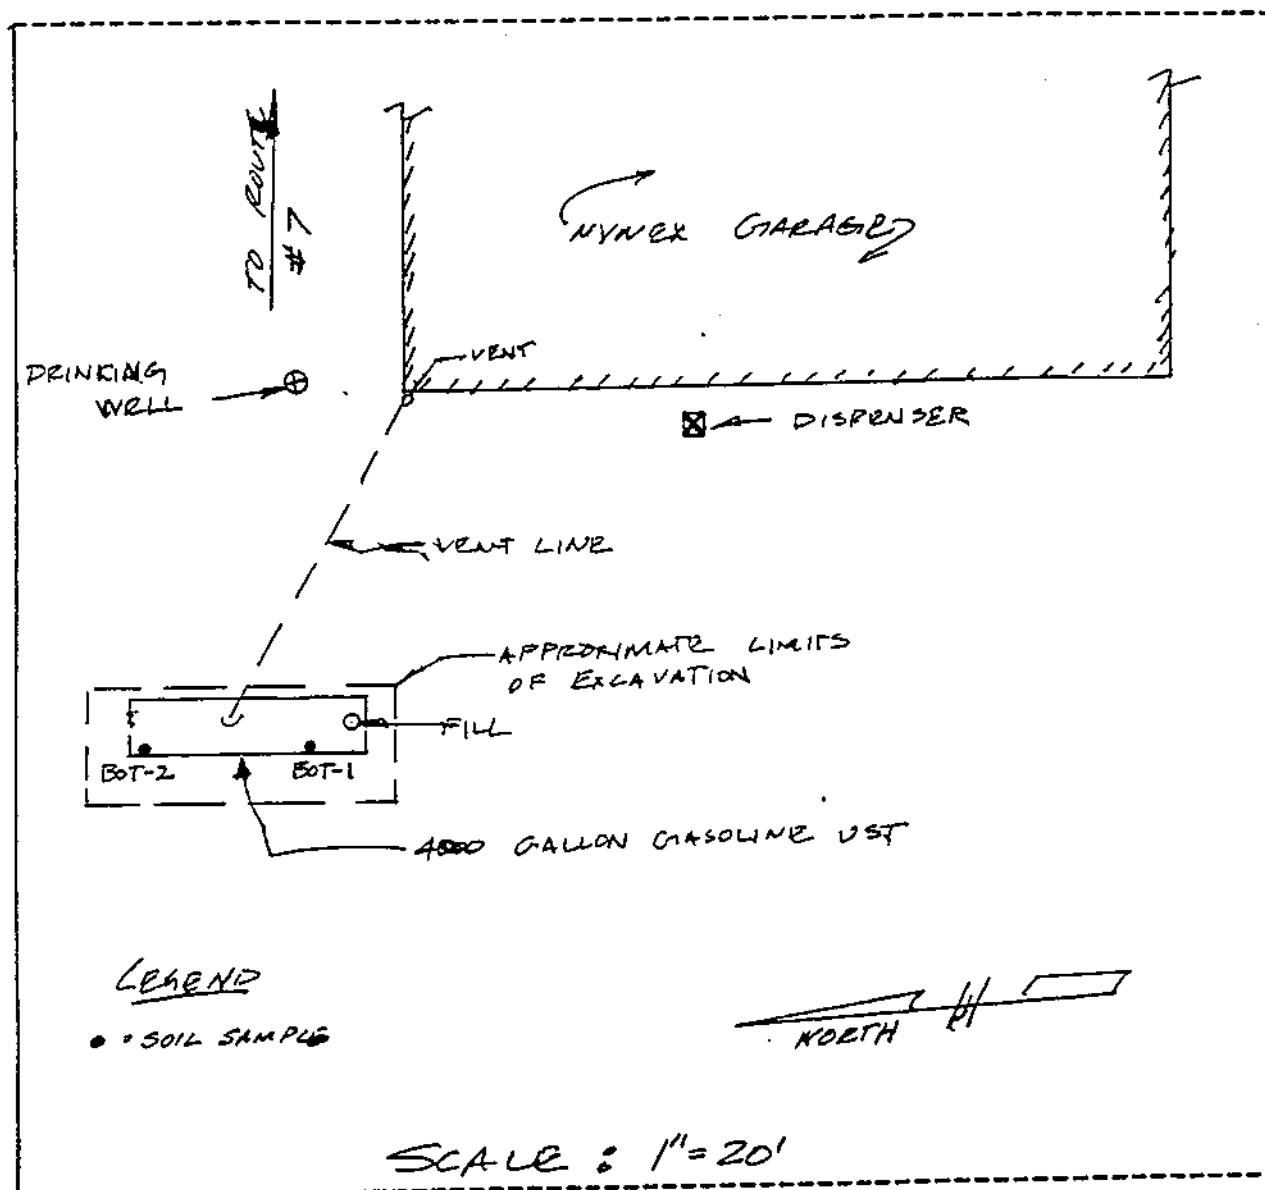 TO ROUTE
#7
NYNEX GARAGE
VENT
DRINKING
WELL
DISPENSER
VENT LINE
APPROXIMATE LIMITS
OF EXCAVATION
FILL
BOT-2
BOT-1
4000 GALLON GASOLINE UST
LEGEND
• = SOIL SAMPLE
NORTH
SCALE : 1"=20'